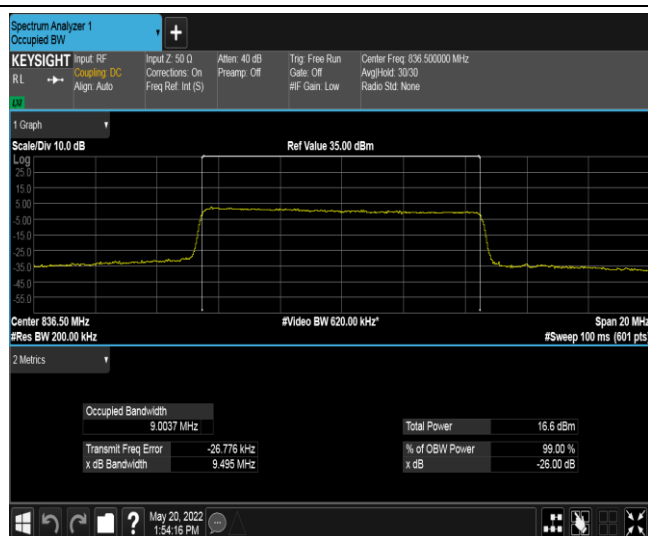 Spectrum Analyzer 1
Occupied BW
+
KEYSIGHT Input: RF Input Z: 50 Ω Atten: 40 dB Trig: Free Run Center Freq: 836.500000 MHz
RL Coupling: DC Corrections: On Preamp: Off Gate: Off Avg|Hold: 30/30
Align: Auto Freq Ref: Int (S) #IF Gain: Low Radio Std: None
1 Graph
Scale/Div 10.0 dB Ref Value 35.00 dBm
Log
25.0
15.0
5.00
-5.00
-15.0
-25.0
-35.0
-45.0
-55.0
Center 836.50 MHz #Video BW 620.00 kHz* Span 20 MHz
#Res BW 200.00 kHz #Sweep 100 ms (601 pts)
2 Metrics
Occupied Bandwidth
9.0037 MHz Total Power 16.6 dBm
Transmit Freq Error -26.776 kHz % of OBW Power 99.00 %
x dB Bandwidth 9.495 MHz x dB -26.00 dB
? May 20, 2022
1:54:16 PM